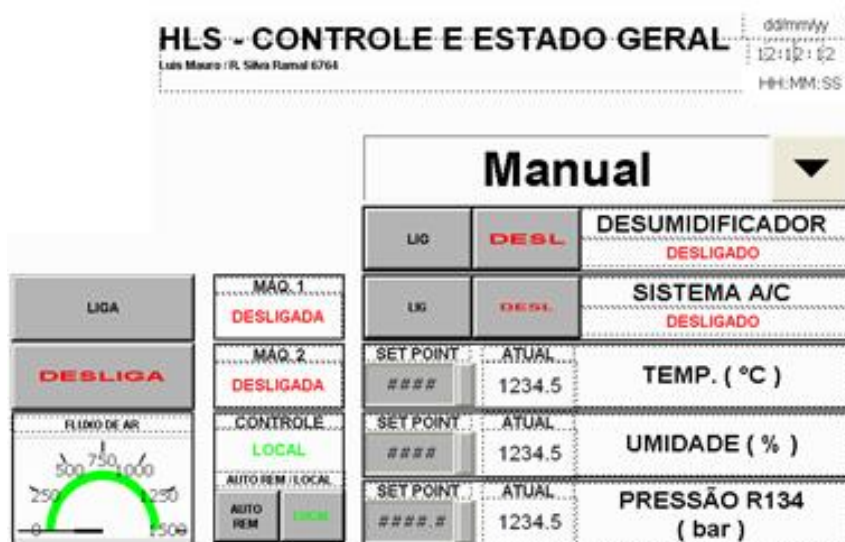 HLS - CONTROLE E ESTADO GERAL
Luis Mauro / R. Silva Ramal 6764
dd/mm/yy
12:12:12
HH:MM:SS
Manual
LIG
DESL
DESUMIDIFICADOR
DESLIGADO
LIGA
MÁQ. 1
DESLIGADA
LIG
DESL
SISTEMA A/C
DESLIGADO
DESLIGA
MÁQ. 2
DESLIGADA
SET POINT
####
ATUAL
1234.5
TEMP. ( ºC )
FLUXO DE AR
0
250
500
750
1000
1250
1500
CONTROLE
LOCAL
AUTO REM / LOCAL
AUTO
REM
LOCAL
SET POINT
####
ATUAL
1234.5
UMIDADE ( % )
SET POINT
####.#
ATUAL
1234.5
PRESSÃO R134
( bar )